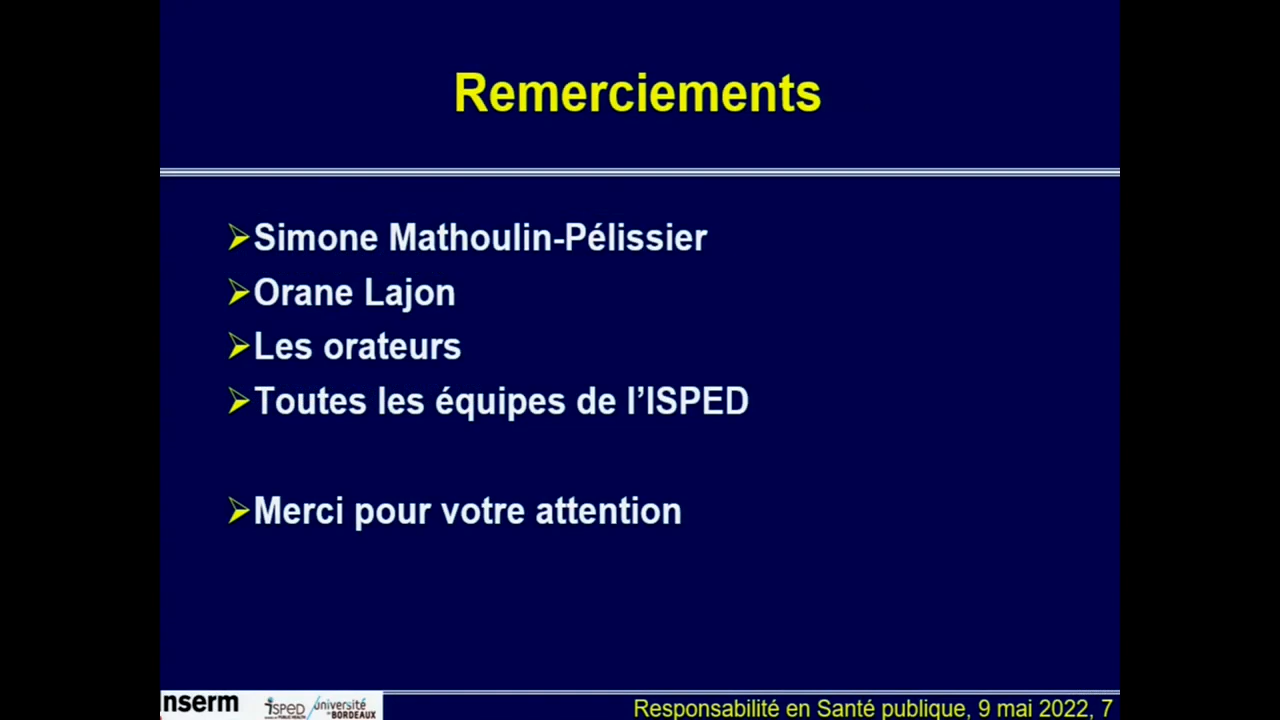 Remerciements
Simone Mathoulin-Pélissier
Orane Lajon
Les orateurs
Toutes les équipes de l’ISPED
Merci pour votre attention
nserm
isped
université
de BORDEAUX
Responsabilité en Santé publique, 9 mai 2022, 7